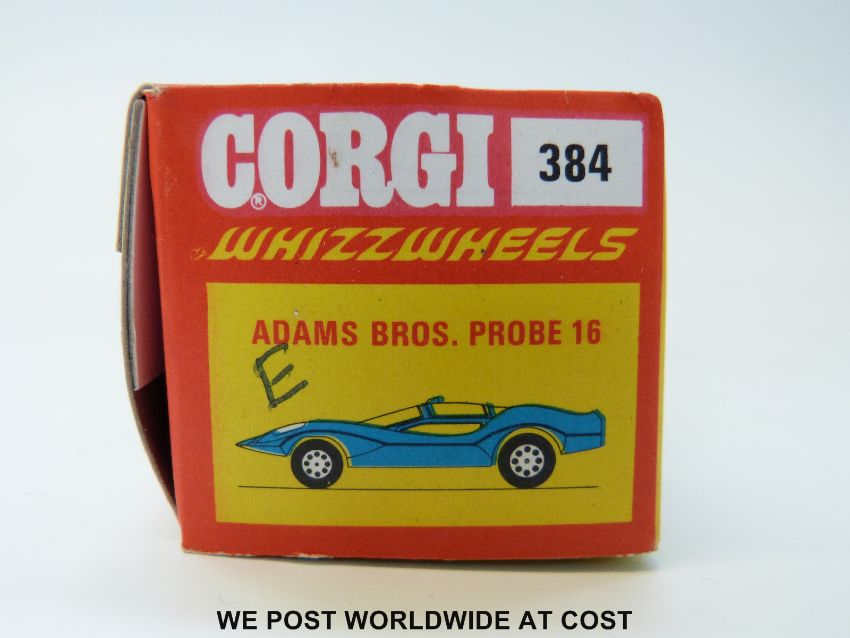 CORGI® 384
WHIZZWHEELS
ADAMS BROS. PROBE 16
E
WE POST WORLDWIDE AT COST